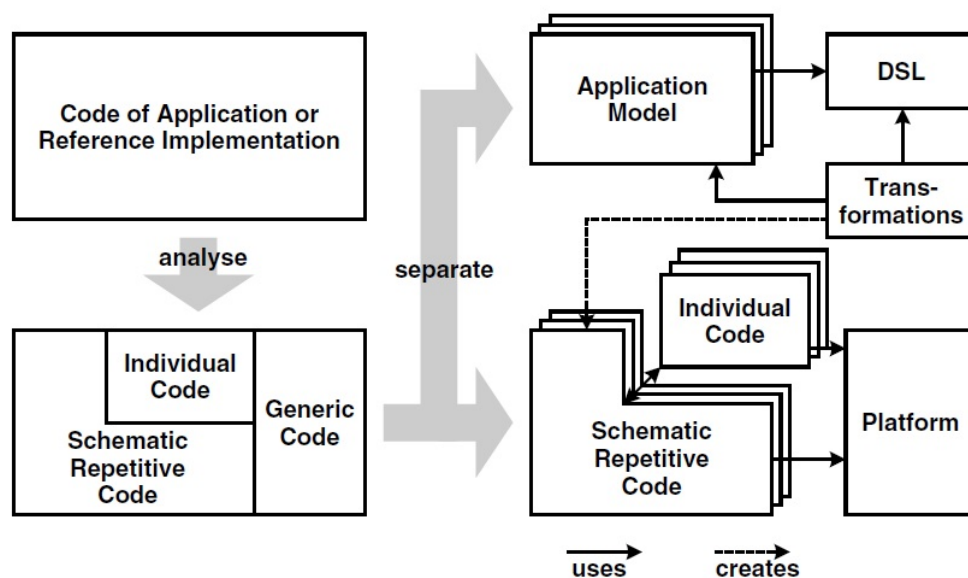 Code of Application or
Reference Implementation
analyse
Individual
Code
Generic
Code
Schematic
Repetitive
Code
separate
Application
Model
DSL
Trans-
formations
Individual
Code
Schematic
Repetitive
Code
Platform
uses
creates